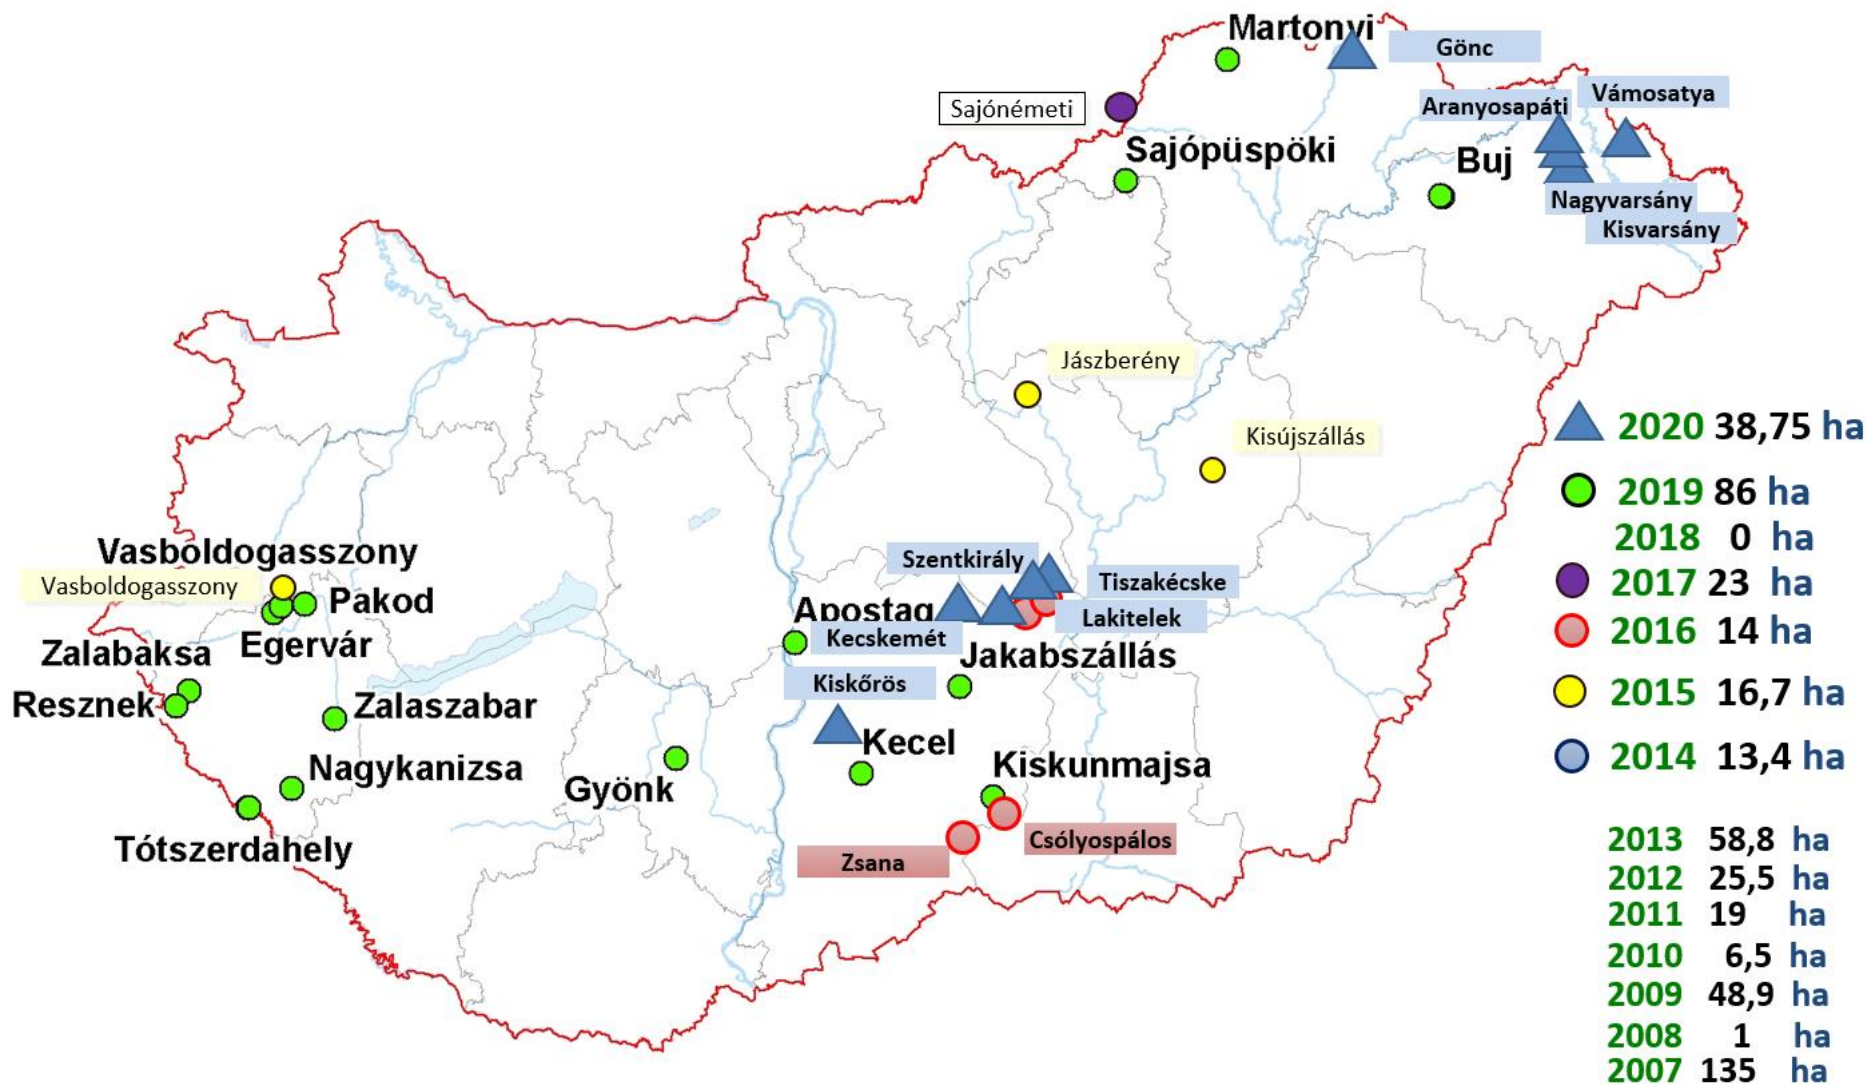 Martonyi
Gönc
Sajónémeti
Aranyosapáti
Vámosatya
Sajópüspöki
Buj
Nagyvarsány
Kisvarsány
Jászberény
Kisújszállás
Vasboldogasszony
Vasboldogasszony
Pakod
Egervár
Zalabaksa
Resznek
Zalaszabar
Nagykanizsa
Tótszerdahely
Gyönk
Szentkirály
Tiszakécske
Apostag
Lakitelek
Kecskemét
Jakabszállás
Kiskőrös
Kecel
Kiskunmajsa
Csólyospálos
Zsana
2020 38,75 ha
2019 86 ha
2018 0 ha
2017 23 ha
2016 14 ha
2015 16,7 ha
2014 13,4 ha
2013 58,8 ha
2012 25,5 ha
2011 19 ha
2010 6,5 ha
2009 48,9 ha
2008 1 ha
2007 135 ha